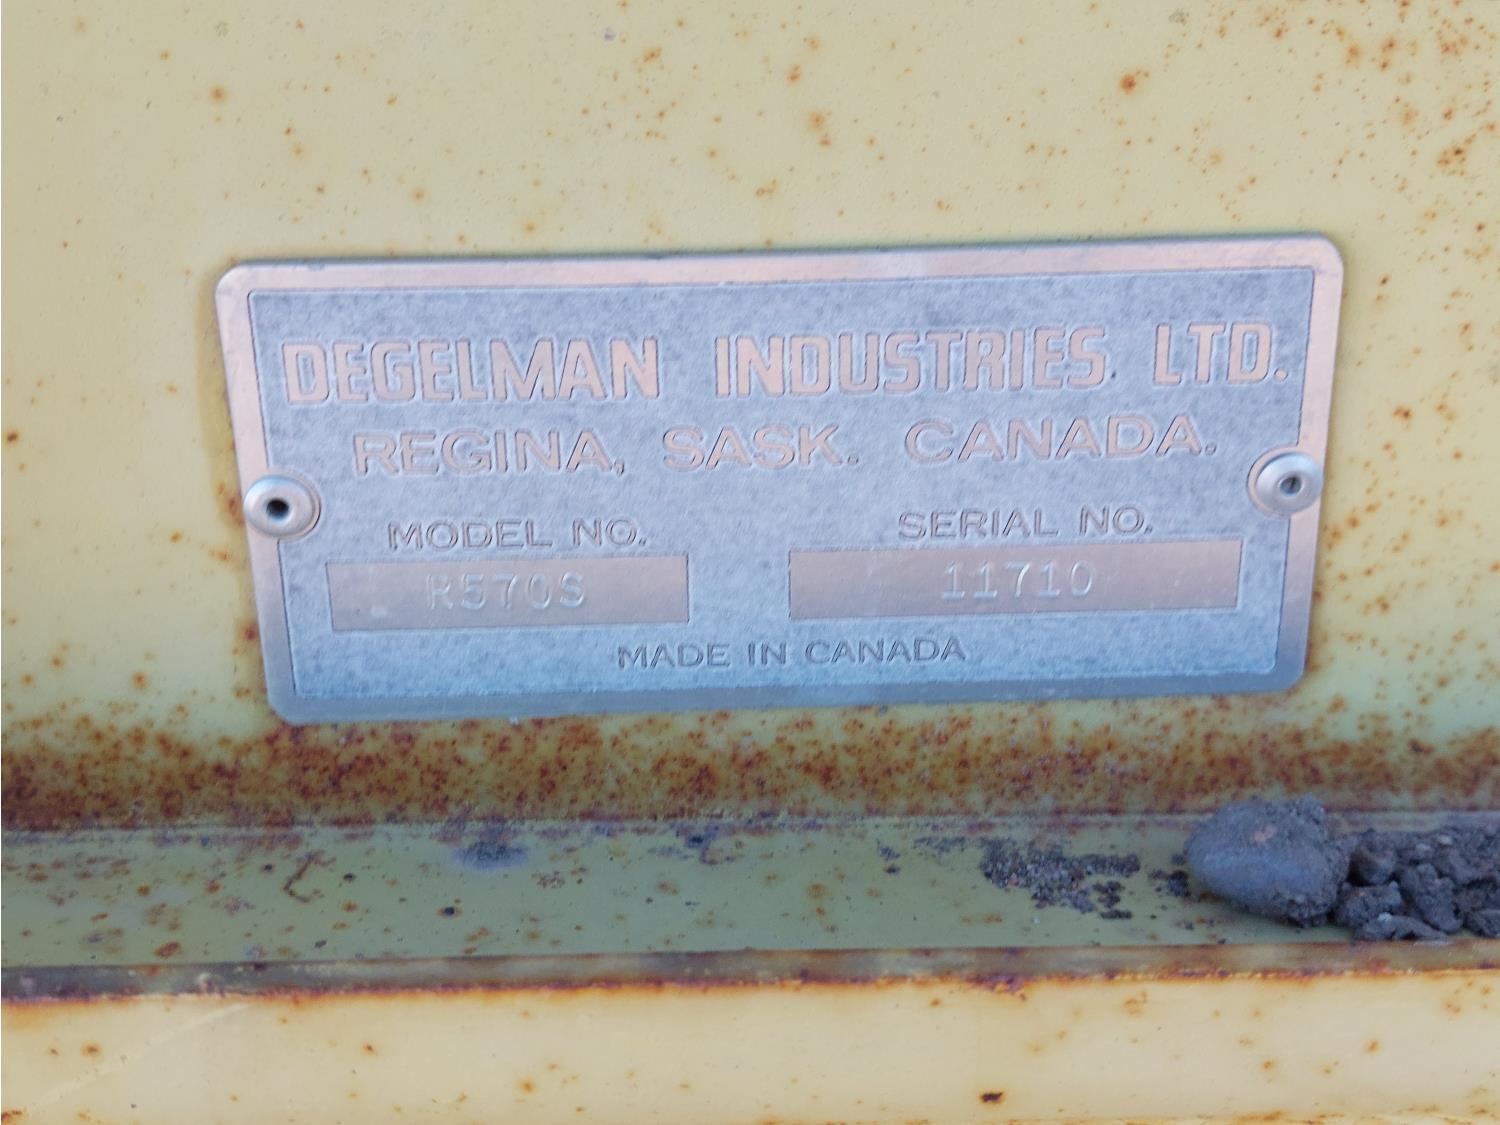 DEGELMAN INDUSTRIES. LTD.
REGINA, SASK. CANADA.
MODEL NO. SERIAL NO.
R570S 11710
MADE IN CANADA